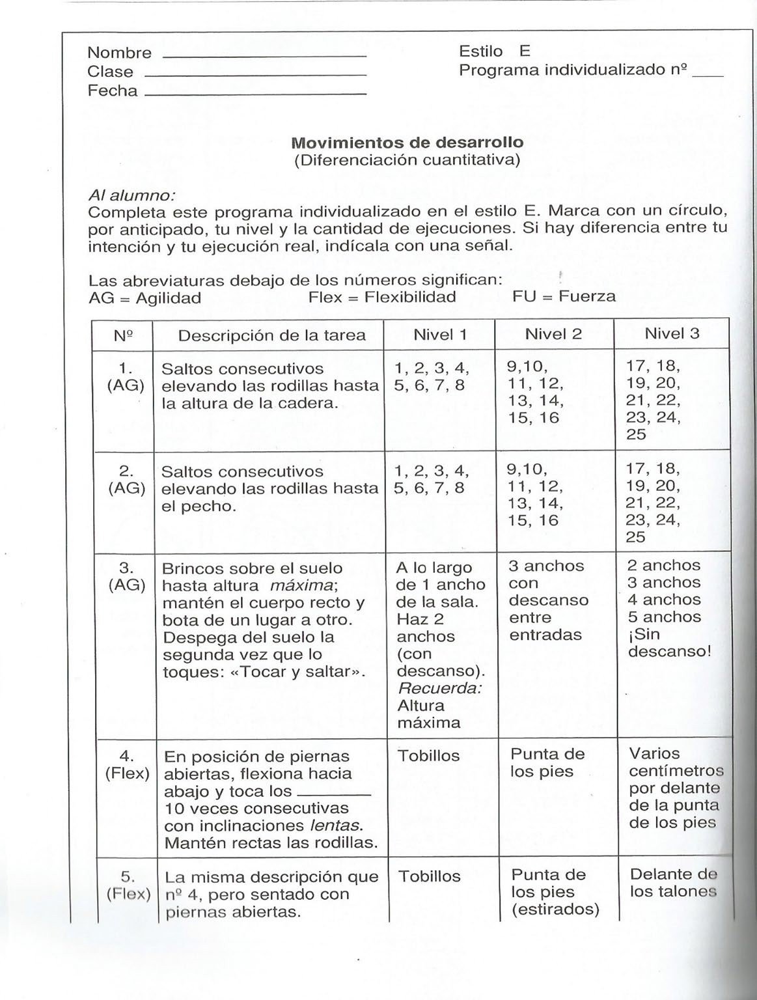 Nombre ____________________
Clase ____________________
Fecha ____________________
Estilo E
Programa individualizado nº ___
Movimientos de desarrollo
(Diferenciación cuantitativa)
Al alumno:
Completa este programa individualizado en el estilo E. Marca con un círculo,
por anticipado, tu nivel y la cantidad de ejecuciones. Si hay diferencia entre tu
intención y tu ejecución real, indícala con una señal.
Las abreviaturas debajo de los números significan:
AG = Agilidad Flex = Flexibilidad FU = Fuerza
Nº
Descripción de la tarea
Nivel 1
Nivel 2
Nivel 3
1.
(AG)
Saltos consecutivos
elevando las rodillas hasta
la altura de la cadera.
1, 2, 3, 4,
5, 6, 7, 8
9,10,
11, 12,
13, 14,
15, 16
17, 18,
19, 20,
21, 22,
23, 24,
25
2.
(AG)
Saltos consecutivos
elevando las rodillas hasta
el pecho.
1, 2, 3, 4,
5, 6, 7, 8
9,10,
11, 12,
13, 14,
15, 16
17, 18,
19, 20,
21, 22,
23, 24,
25
3.
(AG)
Brincos sobre el suelo
hasta altura máxima;
mantén el cuerpo recto y
bota de un lugar a otro.
Despega del suelo la
segunda vez que lo
toques: «Tocar y saltar».
A lo largo
de 1 ancho
de la sala.
Haz 2
anchos
(con
descanso).
Recuerda:
Altura
máxima
3 anchos
con
descanso
entre
entradas
2 anchos
3 anchos
4 anchos
5 anchos
¡Sin
descanso!
4.
(Flex)
En posición de piernas
abiertas, flexiona hacia
abajo y toca los ________
10 veces consecutivas
con inclinaciones lentas.
Mantén rectas las rodillas.
Tobillos
Punta de
los pies
Varios
centímetros
por delante
de la punta
de los pies
5.
(Flex)
La misma descripción que
nº 4, pero sentado con
piernas abiertas.
Tobillos
Punta de
los pies
(estirados)
Delante de
los talones